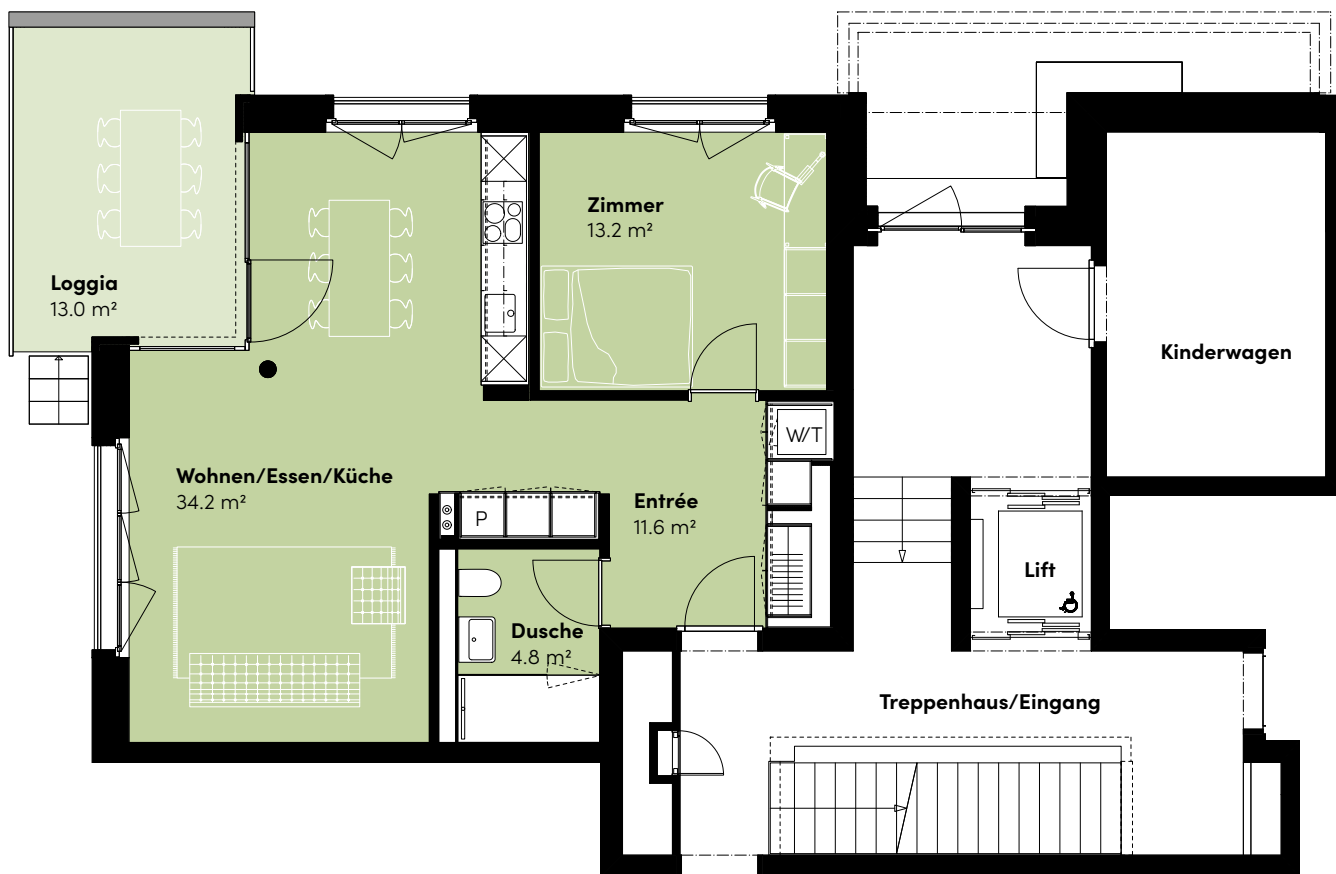 Zimmer
13.2 m²
Loggia
13.0 m²
Kinderwagen
W/T
Wohnen/Essen/Küche
34.2 m²
Entrée
11.6 m²
P
Lift
Dusche
4.8 m²
Treppenhaus/Eingang